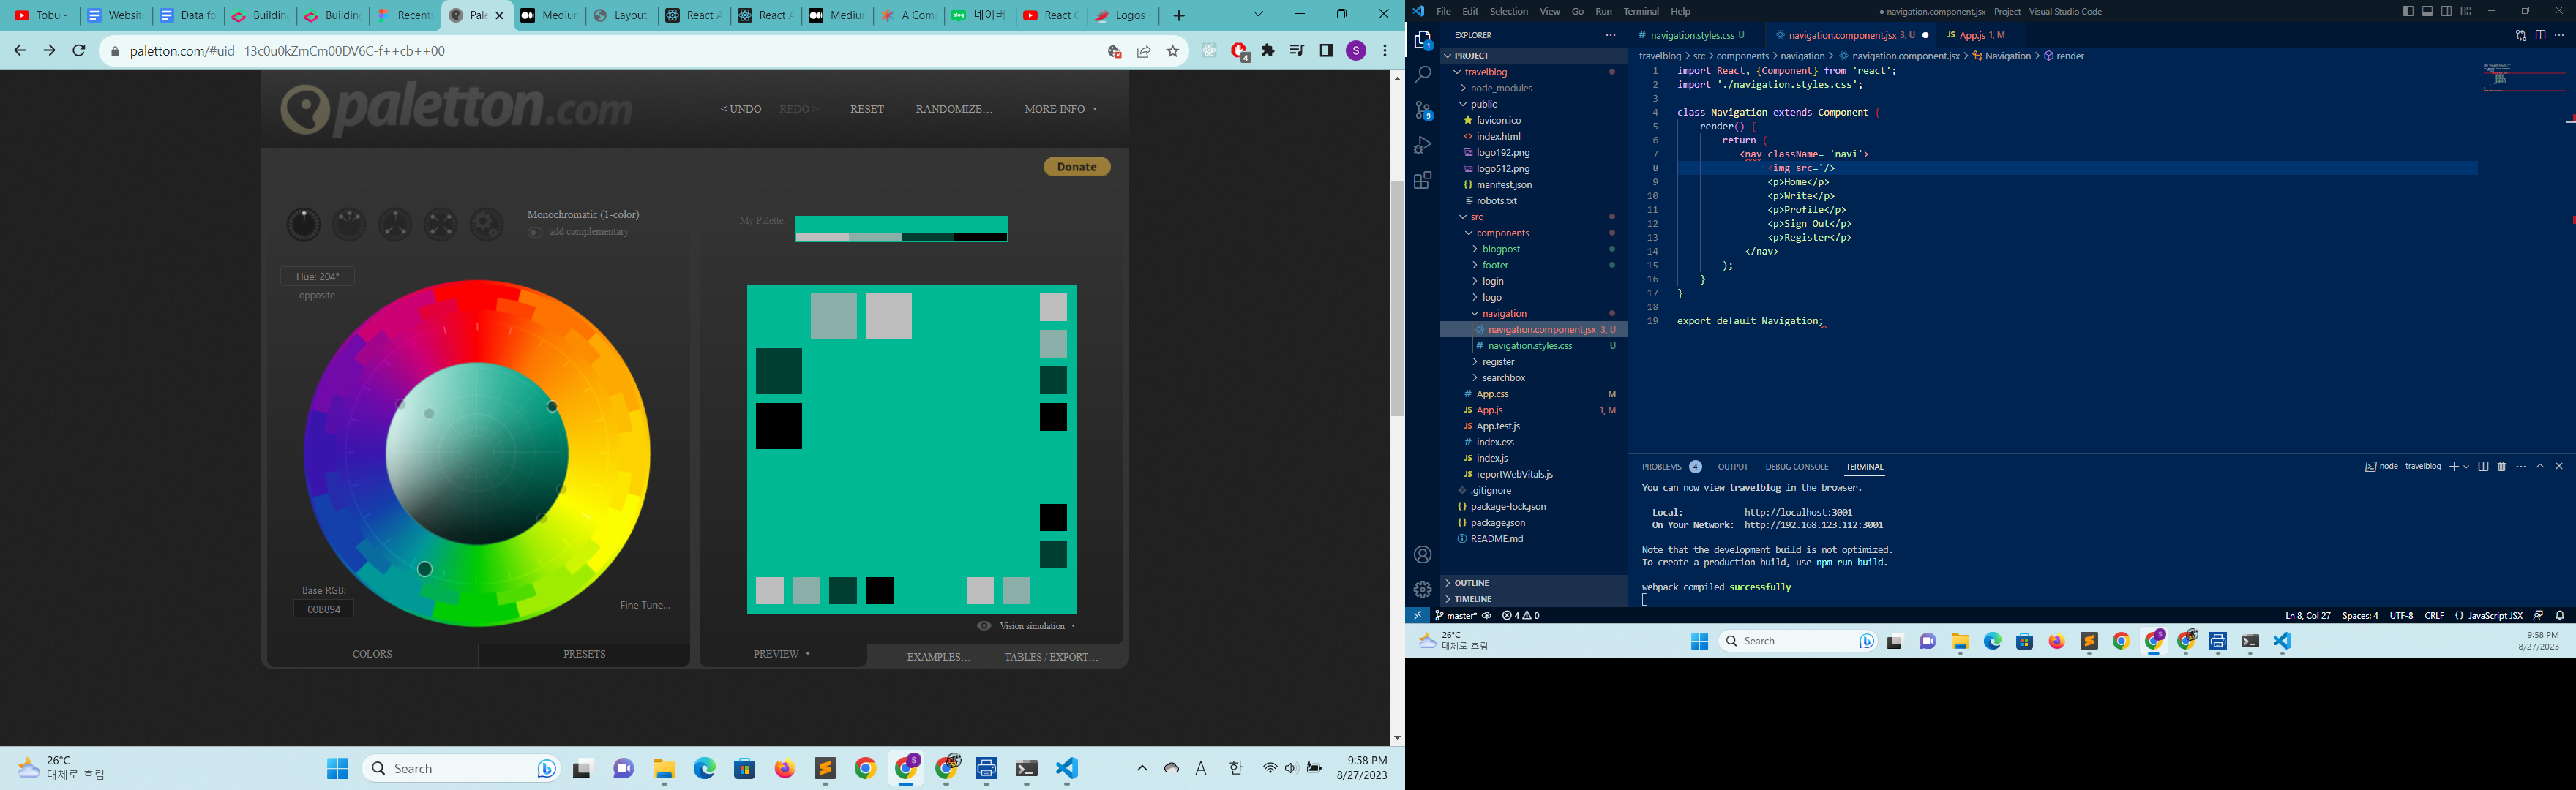 Tobu -
Website
Data fo
Building
Building
Recents
Pale
Medium
Layout
React A
React A
Medium
A Com
네이버
React C
Logos
paletton.com/#uid=13c0u0kZmCm00DV6C-f++cb++00
4
S
paletton.com
< UNDO
REDO >
RESET
RANDOMIZE...
MORE INFO
Donate
Monochromatic (1-color)
add complementary
Hue: 204°
opposite
Base RGB:
00B894
Fine Tune...
COLORS
PRESETS
My Palette:
Vision simulation
PREVIEW
EXAMPLES...
TABLES / EXPORT...
26°C
대체로 흐림
Search
A
한
9:58 PM
8/27/2023
File Edit Selection View Go Run Terminal Help
● navigation.component.jsx - Project - Visual Studio Code
EXPLORER
PROJECT
travelblog
node_modules
public
favicon.ico
index.html
logo192.png
logo512.png
manifest.json
robots.txt
src
components
blogpost
footer
login
logo
navigation
navigation.component.jsx 3, U
navigation.styles.css U
register
searchbox
App.css M
App.js 1, M
App.test.js
index.css
index.js
reportWebVitals.js
.gitignore
package-lock.json
package.json
README.md
OUTLINE
TIMELINE
navigation.styles.css U
navigation.component.jsx 3, U
App.js 1, M
travelblog > src > components > navigation > navigation.component.jsx > Navigation > render
1 import React, {Component} from 'react';
2 import './navigation.styles.css';
3
4 class Navigation extends Component {
5 render() {
6 return (
7 <nav className= 'navi'>
8 <img src='/>
9 <p>Home</p>
10 <p>Write</p>
11 <p>Profile</p>
12 <p>Sign Out</p>
13 <p>Register</p>
14 </nav>
15 );
16 }
17 }
18
19 export default Navigation;
PROBLEMS 4 OUTPUT DEBUG CONSOLE TERMINAL
node - travelblog
You can now view travelblog in the browser.
Local: http://localhost:3001
On Your Network: http://192.168.123.112:3001
Note that the development build is not optimized.
To create a production build, use npm run build.
webpack compiled successfully
master*
4 0
Ln 8, Col 27 Spaces: 4 UTF-8 CRLF {} JavaScript JSX
26°C
대체로 흐림
Search
9:58 PM
8/27/2023